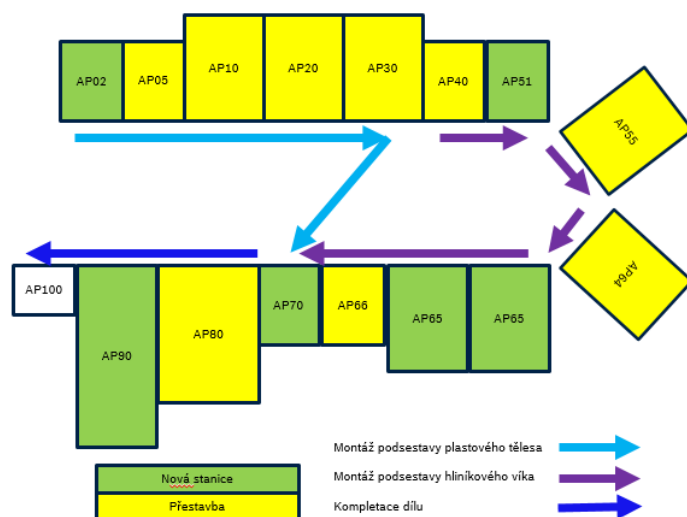 AP02
AP05
AP10
AP20
AP30
AP40
AP51
AP55
AP64
AP100
AP90
AP80
AP70
AP66
AP65
AP65
Montáž podsestavy plastového tělesa
Montáž podsestavy hliníkového víka
Kompletace dílu
Nová stanice
Přestavba